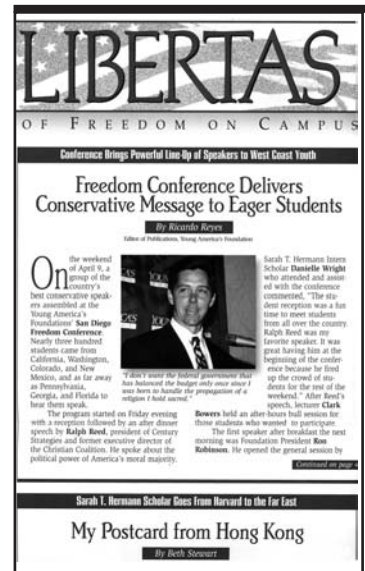 LIBERTAS
OF FREEDOM ON CAMPUS
Conference Brings Powerful Line-Up of Speakers to West Coast Youth
Freedom Conference Delivers
Conservative Message to Eager Students
By Ricardo Reyes
Editor of Publications, Young America's Foundation
On the weekend
of April 9, a
group of the
country's
best conservative speak-
ers assembled at the
Young America's
Foundations' San Diego
Freedom Conference.
Nearly three hundred
students came from
California, Washington,
Colorado, and New
Mexico, and as far away
as Pennsylvania,
Georgia, and Florida to
hear them speak.
The program started on Friday evening
with a reception followed by an after dinner
speech by Ralph Reed, president of Century
Strategies and former executive director of
the Christian Coalition. He spoke about the
political power of America's moral majority.
"I don't want the federal government that
has balanced the budget only once since I
was born to handle the propagation of a
religion I hold sacred."
Sarah T. Hermann Intern
Scholar Danielle Wright
who attended and assist-
ed with the conference
commented, "The stu-
dent reception was a fun
time to meet students
from all over the country.
Ralph Reed was my
favorite speaker. It was
great having him at the
beginning of the confer-
ence because he fired
up the crowd of stu-
dents for the rest of the
weekend." After Reed's
speech, lecturer Clark
Bowers held an after-hours bull session for
those students who wanted to participate.
The first speaker after breakfast the next
morning was Foundation President Ron
Robinson. He opened the general session by
Continued on page
Sarah T. Hermann Scholar Goes From Harvard to the Far East
My Postcard from Hong Kong
By Beth Stewart